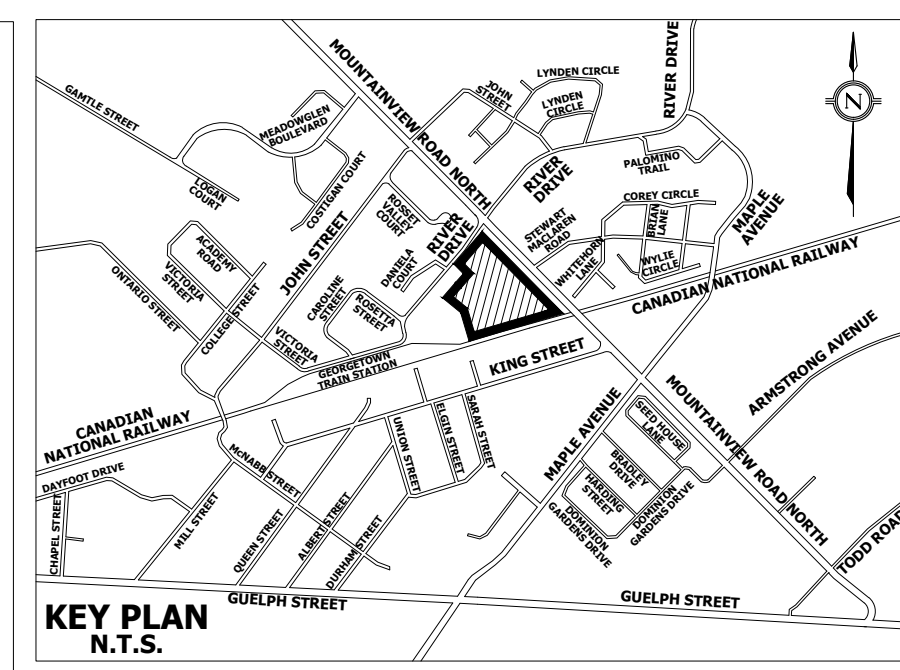 GAMTLE STREET
MEADOWGLEN
BOULEVARD
LOGAN
COURT
COSTIGAN COURT
MOUNTAINVIEW ROAD NORTH
JOHN
STREET
LYNDEN CIRCLE
LYNDEN
CIRCLE
RIVER DRIVE
N
RIVER
DRIVE
PALOMINO
TRAIL
COREY CIRCLE
BRIAN
LANE
MAPLE
AVENUE
STEWART
MACLAREN
ROAD
WHITEHORN
LANE
WYLIE
CIRCLE
ROSSET
VALLEY
COURT
RIVER
DRIVE
DANIELA
COURT
JOHN STREET
ACADEMY
ROAD
VICTORIA
STREET
ONTARIO STREET
COLLEGE STREET
CAROLINE
STREET
ROSETTA
STREET
VICTORIA
STREET
GEORGETOWN
TRAIN STATION
CANADIAN NATIONAL RAILWAY
KING STREET
ARMSTRONG AVENUE
CANADIAN
NATIONAL RAILWAY
DAYFOOT DRIVE
CHAPEL STREET
MILL STREET
McNABB STREET
QUEEN STREET
ALBERT STREET
DURHAM STREET
UNION STREET
ELGIN STREET
SARAH STREET
MAPLE AVENUE
SEED HOUSE
LANE
BRADLEY
DRIVE
HARDING
STREET
DOMINION
GARDENS DRIVE
DOMINION
GARDENS DRIVE
MOUNTAINVIEW ROAD NORTH
TODD ROAD
GUELPH STREET
GUELPH STREET
KEY PLAN
N.T.S.